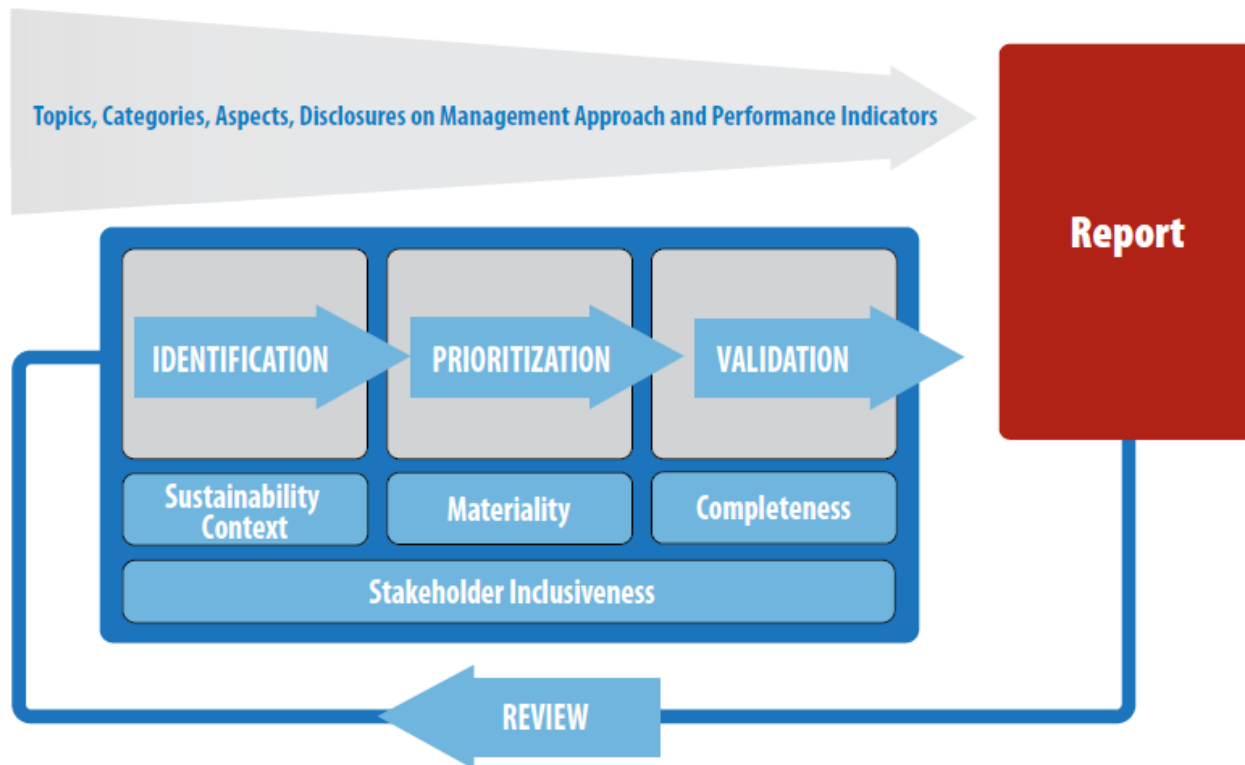 Topics, Categories, Aspects, Disclosures on Management Approach and Performance Indicators
Report
IDENTIFICATION
PRIORITIZATION
VALIDATION
Sustainability
Context
Materiality
Completeness
Stakeholder Inclusiveness
REVIEW